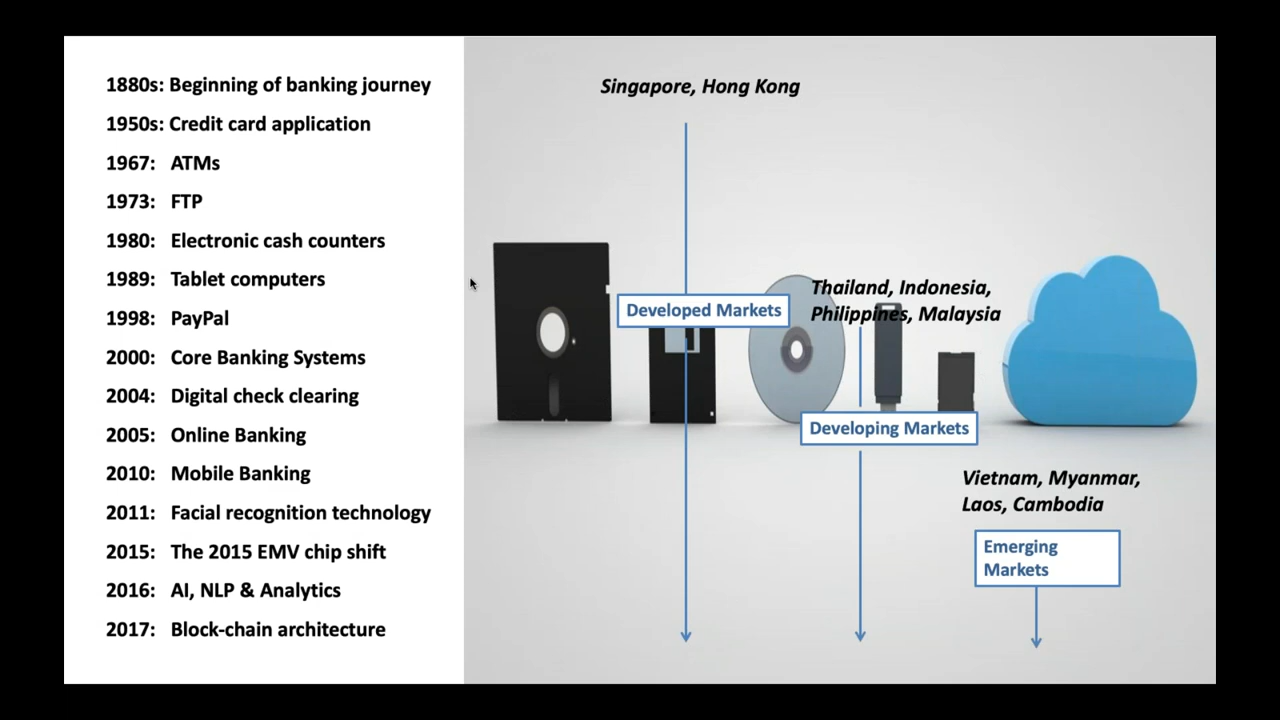 1880s: Beginning of banking journey
1950s: Credit card application
1967: ATMs
1973: FTP
1980: Electronic cash counters
1989: Tablet computers
1998: PayPal
2000: Core Banking Systems
2004: Digital check clearing
2005: Online Banking
2010: Mobile Banking
2011: Facial recognition technology
2015: The 2015 EMV chip shift
2016: AI, NLP & Analytics
2017: Block-chain architecture
Singapore, Hong Kong
Developed Markets
Thailand, Indonesia,
Philippines, Malaysia
Developing Markets
Vietnam, Myanmar,
Laos, Cambodia
Emerging
Markets